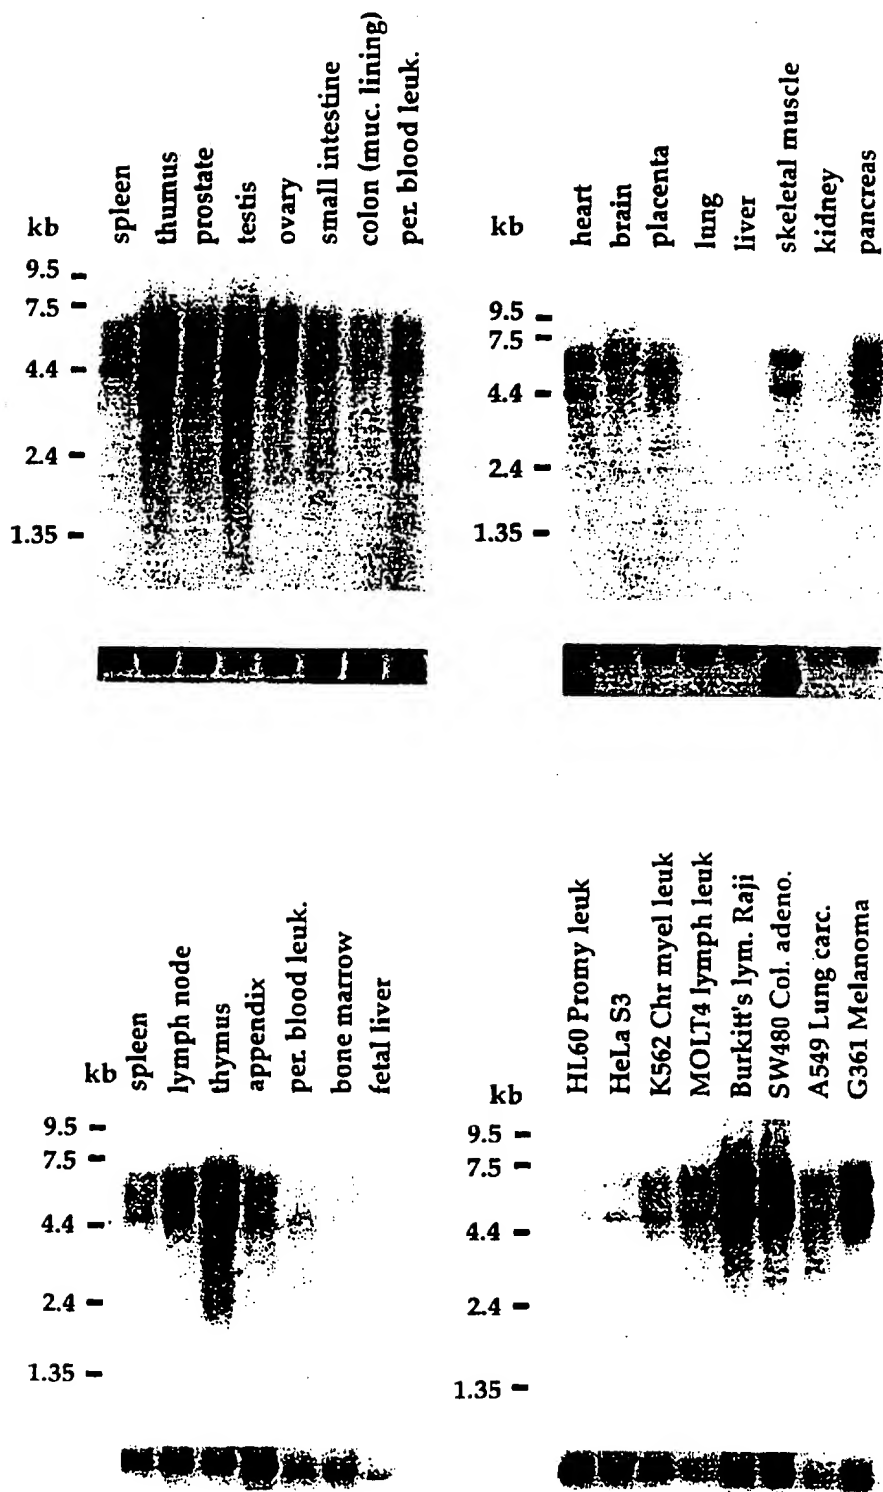 kb
spleen
thumus
prostate
testis
ovary
small intestine
colon (muc. lining)
per. blood leuk.
9.5
7.5
4.4
2.4
1.35
kb
heart
brain
placenta
lung
liver
skeletal muscle
kidney
pancreas
9.5
7.5
4.4
2.4
1.35
kb
spleen
lymph node
thymus
appendix
per. blood leuk.
bone marrow
fetal liver
9.5
7.5
4.4
2.4
1.35
kb
HL60 Promy leuk
HeLa S3
K562 Chr myel leuk
MOLT4 lymph leuk
Burkitt's lym. Raji
SW480 Col. adeno.
A549 Lung carc.
G361 Melanoma
9.5
7.5
4.4
2.4
1.35